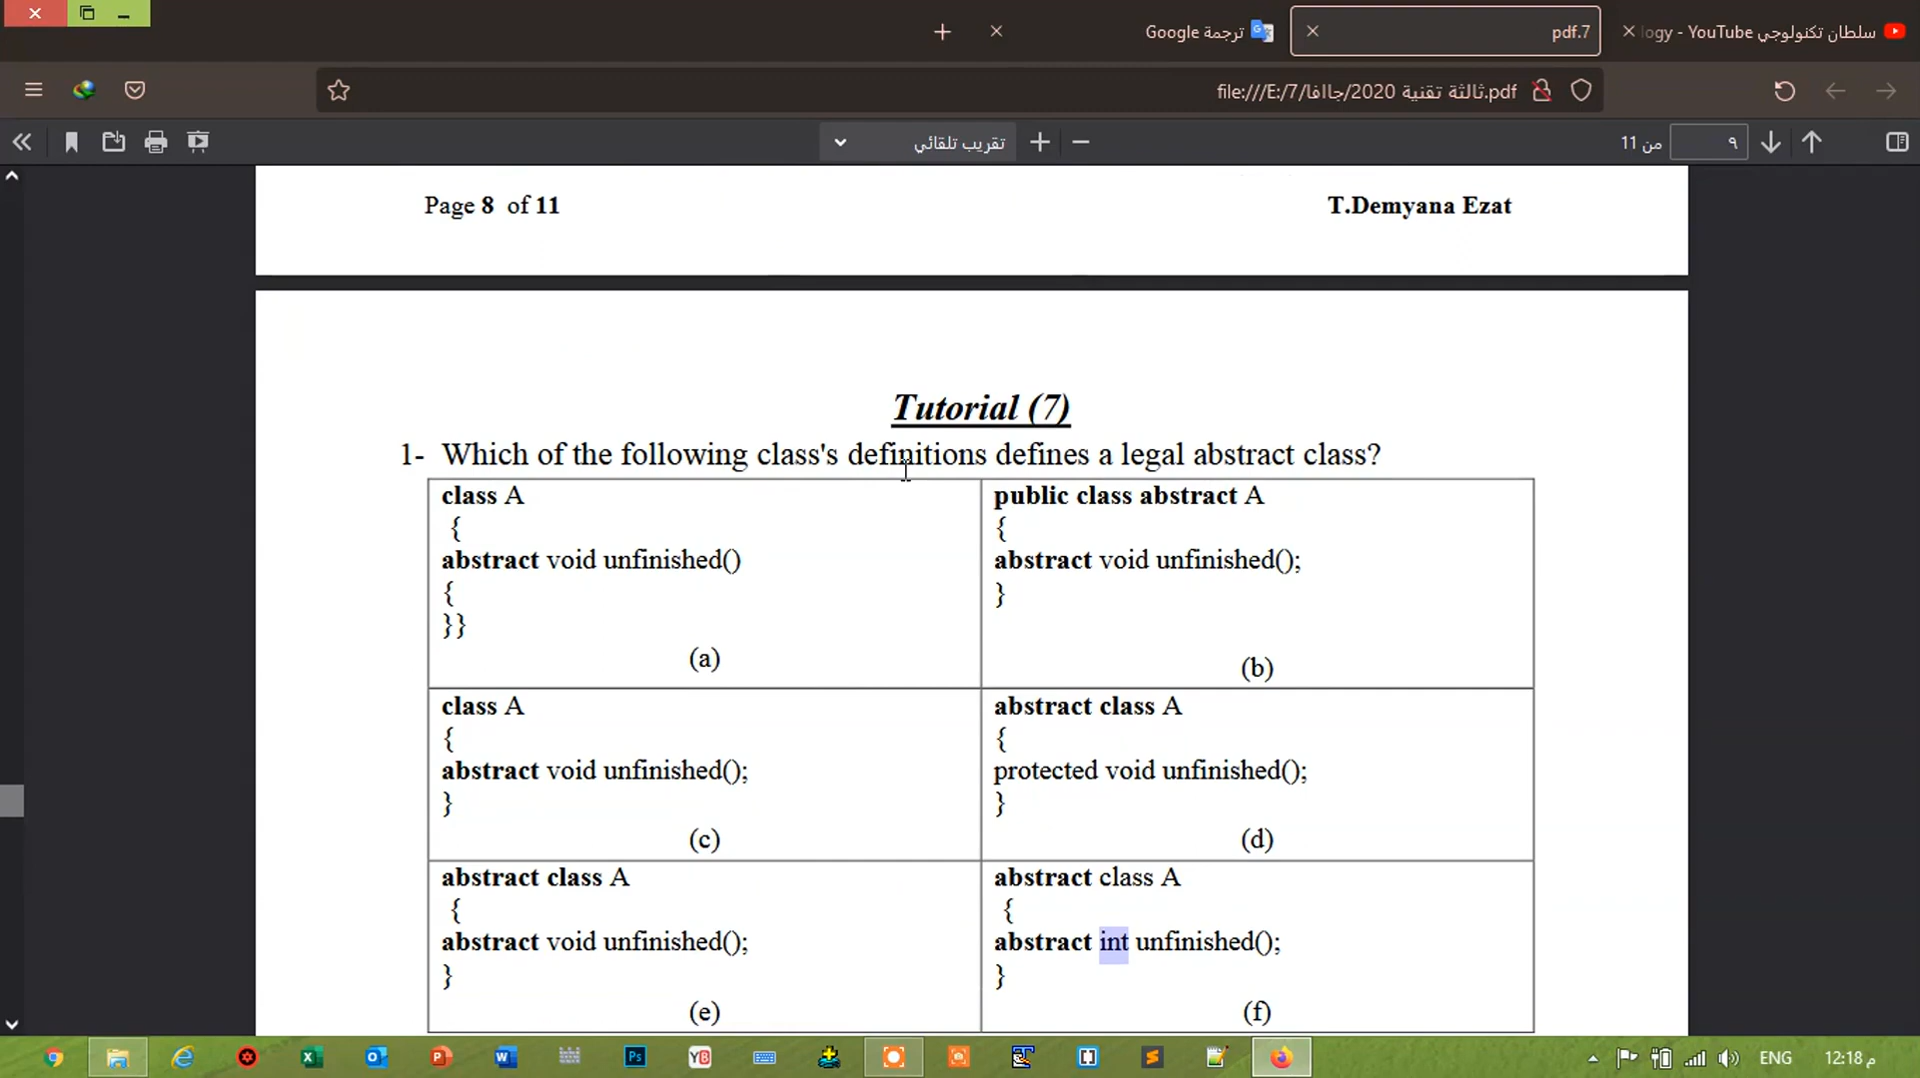 سلطان تكنولوجي logy - YouTube
7.pdf
ترجمة Google
file:///E:/7/جاافا/2020 ثالثة تقنية.pdf
٩
من 11
تقريب تلقائي
Page 8 of 11
T.Demyana Ezat
Tutorial (7)
1- Which of the following class's definitions defines a legal abstract class?
class A
{
abstract void unfinished()
{
}}
(a)
public class abstract A
{
abstract void unfinished();
}
(b)
class A
{
abstract void unfinished();
}
(c)
abstract class A
{
protected void unfinished();
}
(d)
abstract class A
{
abstract void unfinished();
}
(e)
abstract class A
{
abstract int unfinished();
}
(f)
ENG
12:18 م